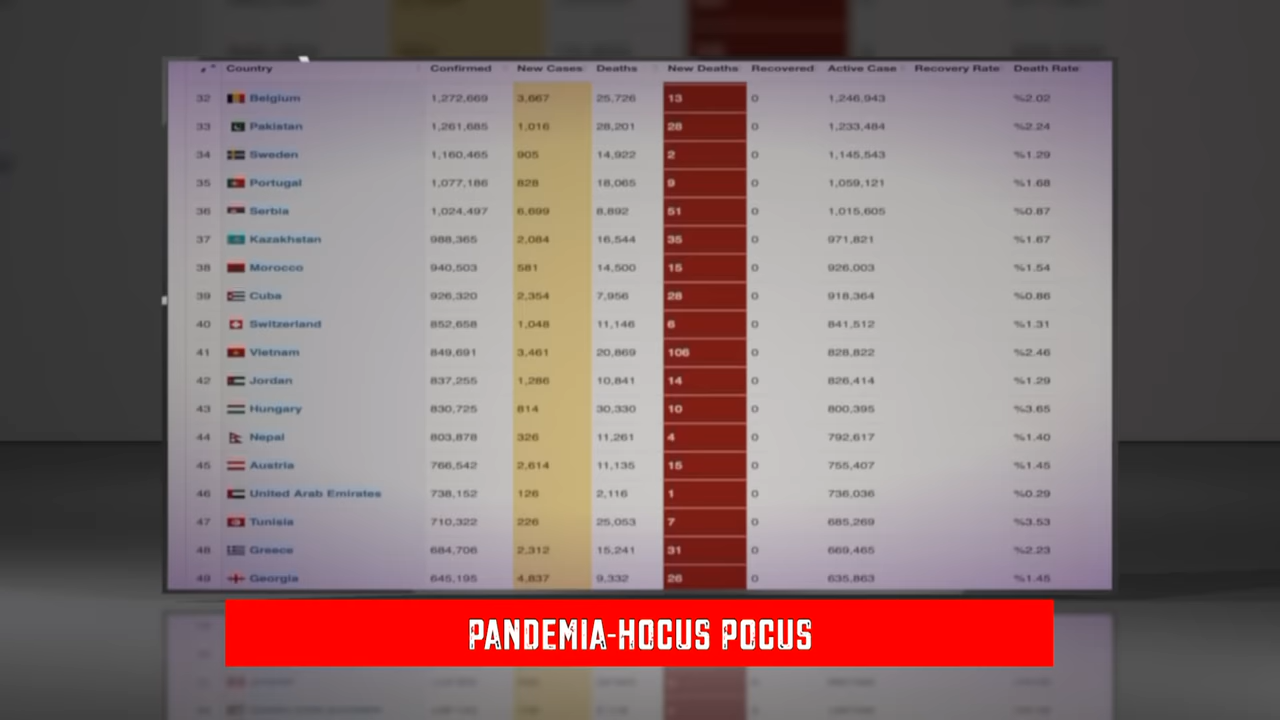 Country Confirmed New Cases Deaths New Deaths Recovered Active Case Recovery Rate Death Rate
32 Belgium 1,272,669 3,667 25,726 13 0 1,246,943 %2.02
33 Pakistan 1,261,685 1,016 28,201 28 0 1,233,484 %2.24
34 Sweden 1,160,465 905 14,922 2 0 1,145,543 %1.29
35 Portugal 1,077,186 828 18,065 9 0 1,059,121 %1.68
36 Serbia 1,024,497 6,699 8,892 51 0 1,015,605 %0.87
37 Kazakhstan 988,365 2,084 16,544 35 0 971,821 %1.67
38 Morocco 940,503 581 14,500 15 0 926,003 %1.54
39 Cuba 926,320 2,354 7,956 28 0 918,364 %0.86
40 Switzerland 852,658 1,048 11,146 6 0 841,512 %1.31
41 Vietnam 849,691 3,461 20,869 106 0 828,822 %2.46
42 Jordan 837,255 1,286 10,841 14 0 826,414 %1.29
43 Hungary 830,725 814 30,330 10 0 800,395 %3.65
44 Nepal 803,878 326 11,261 4 0 792,617 %1.40
45 Austria 766,542 2,614 11,135 15 0 755,407 %1.45
46 United Arab Emirates 738,152 126 2,116 1 0 736,036 %0.29
47 Tunisia 710,322 226 25,053 7 0 685,269 %3.53
48 Greece 684,706 2,312 15,241 31 0 669,465 %2.23
49 Georgia 645,195 4,837 9,332 26 0 635,863 %1.45
PANDEMIA-HOCUS POCUS